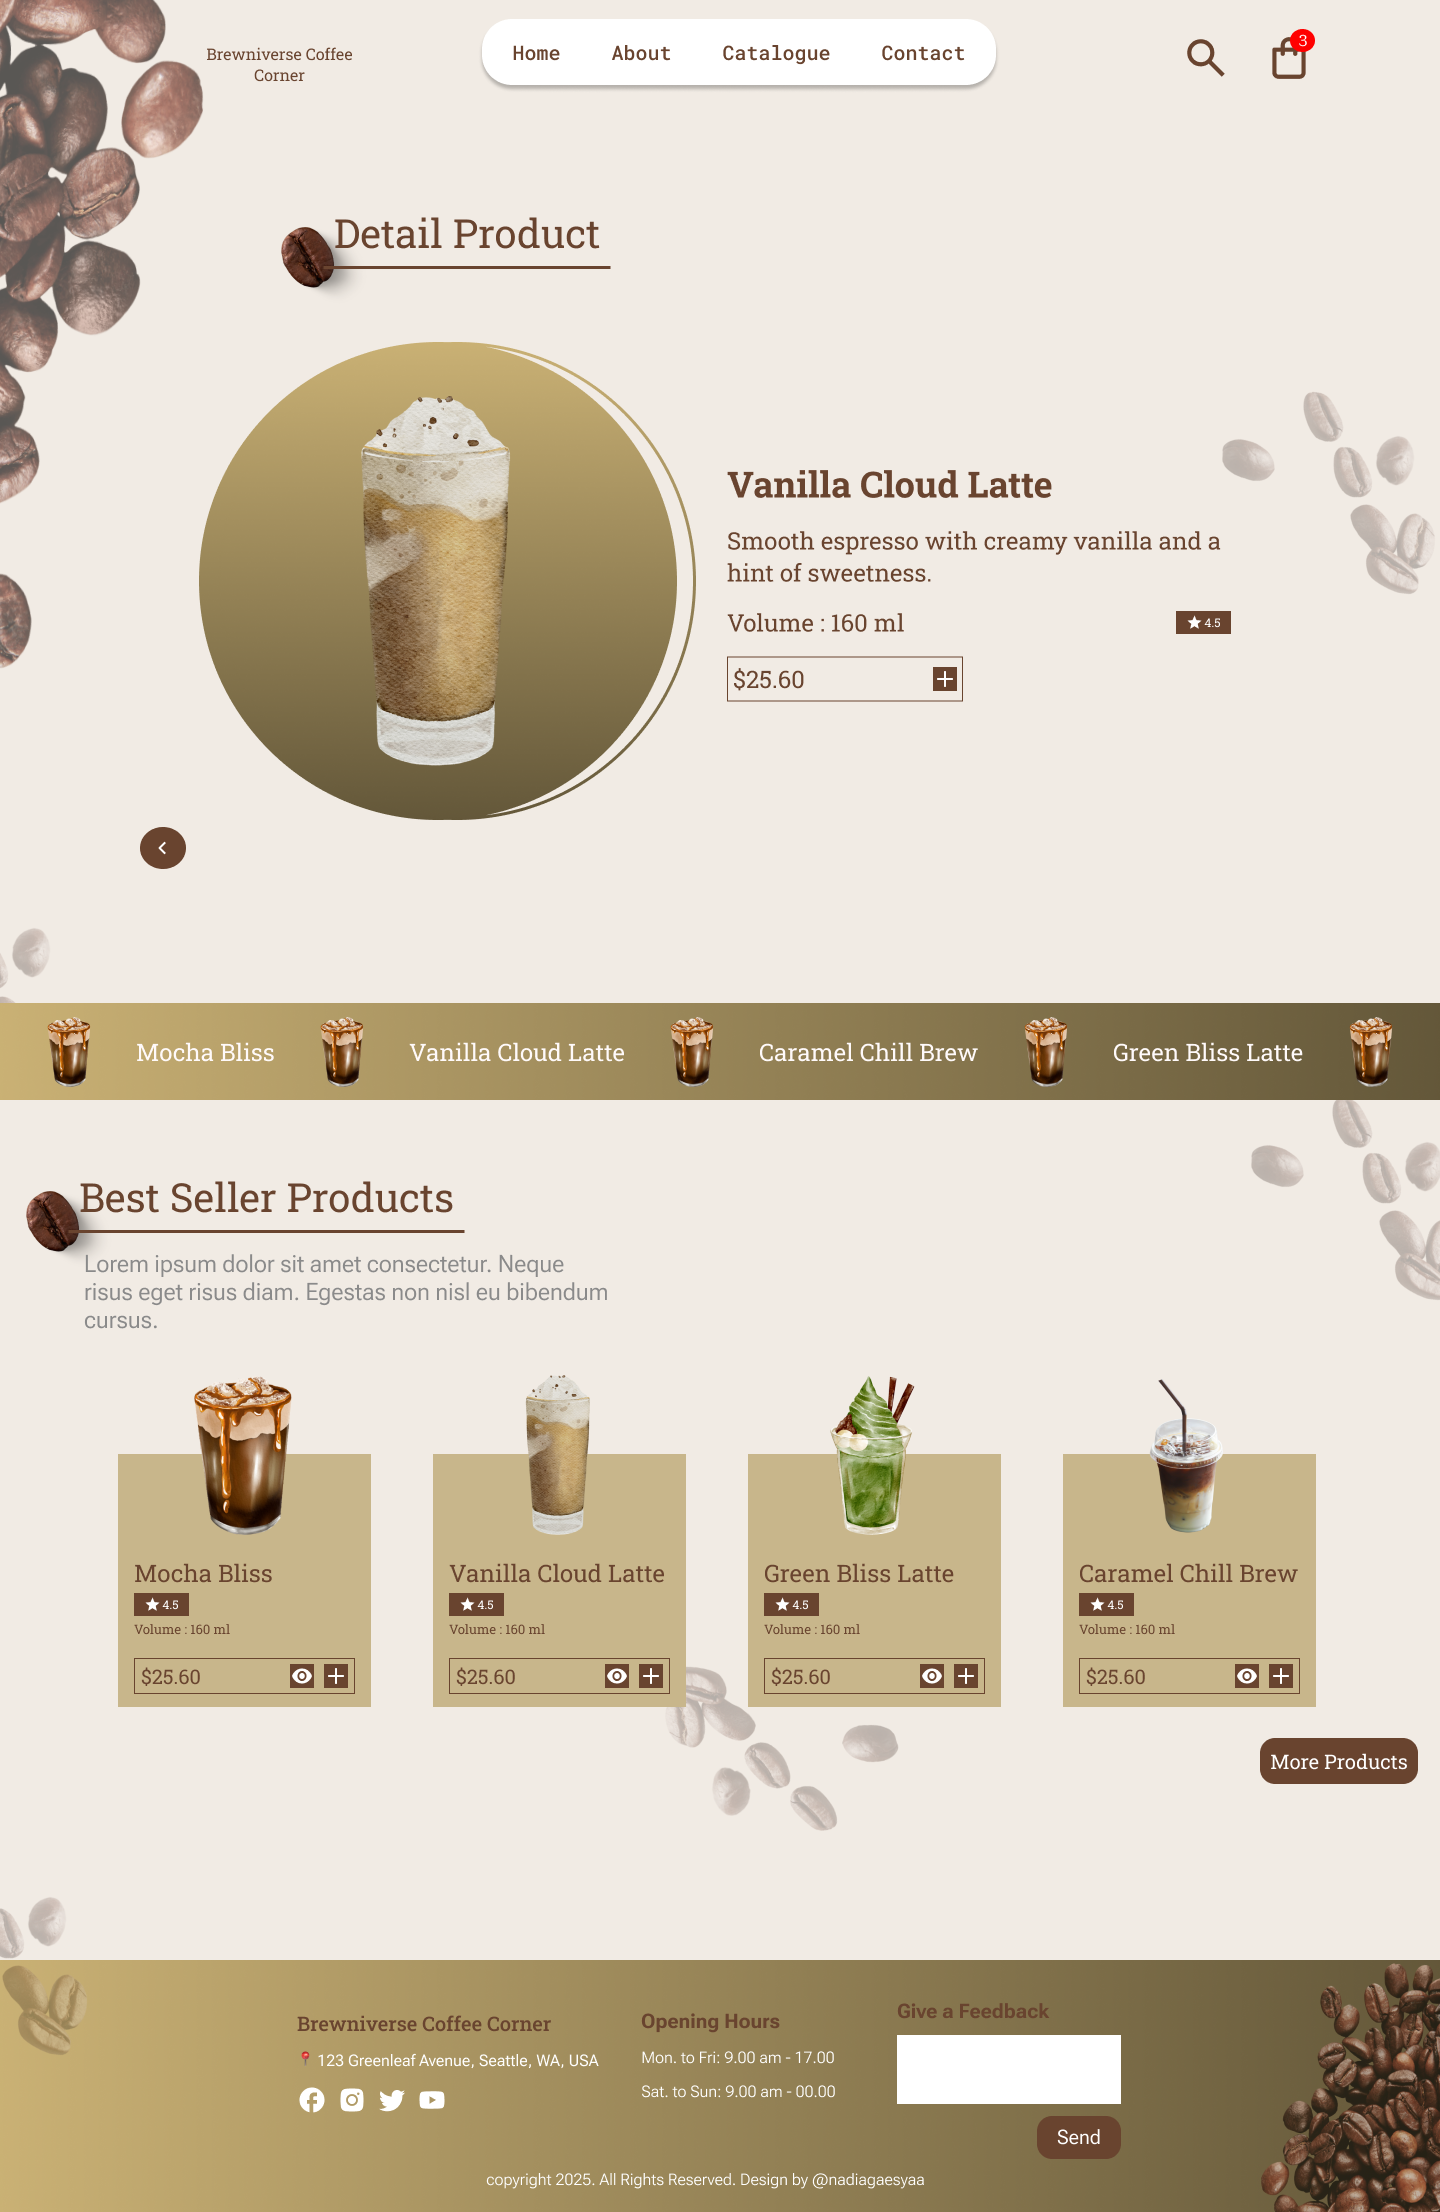 Brewniverse Coffee
Corner
Home About Catalogue Contact
3
Detail Product
Vanilla Cloud Latte
Smooth espresso with creamy vanilla and a
hint of sweetness.
Volume : 160 ml
4.5
$25.60
Mocha Bliss Vanilla Cloud Latte Caramel Chill Brew Green Bliss Latte
Best Seller Products
Lorem ipsum dolor sit amet consectetur. Neque
risus eget risus diam. Egestas non nisl eu bibendum
cursus.
Mocha Bliss
4.5
Volume : 160 ml
$25.60
Vanilla Cloud Latte
4.5
Volume : 160 ml
$25.60
Green Bliss Latte
4.5
Volume : 160 ml
$25.60
Caramel Chill Brew
4.5
Volume : 160 ml
$25.60
More Products
Brewniverse Coffee Corner
123 Greenleaf Avenue, Seattle, WA, USA
Opening Hours
Mon. to Fri: 9.00 am - 17.00
Sat. to Sun: 9.00 am - 00.00
Give a Feedback
Send
copyright 2025. All Rights Reserved. Design by @nadiagaesyaa